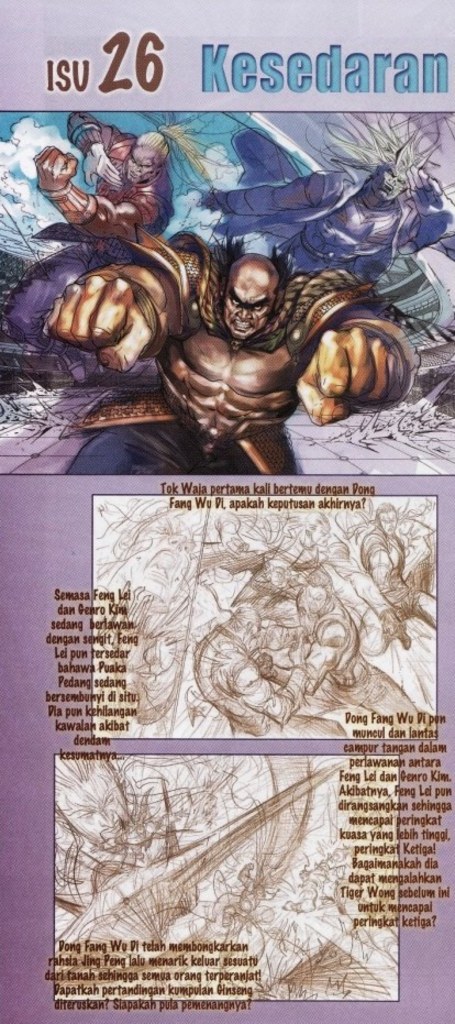 ISU 26 Kesedaran
Tok Waja pertama kali bertemu dengan Dong
Fang Wu Di, apakah keputusan akhirnya?
Semasa Feng Lei
dan Genro Kim
sedang berlawan
dengan sengit, Feng
Lei pun tersedar
bahawa Puaka
Pedang sedang
bersembunyi di situ.
Dia pun kehilangan
kawalan akibat
dendam
kesumatnya...
Dong Fang Wu Di pun
muncul dan lantas
campur tangan dalam
perlawanan antara
Feng Lei dan Genro Kim.
Akibatnya, Feng Lei pun
dirangsangkan sehingga
mencapai peringkat
kuasa yang lebih tinggi,
peringkat Ketiga!
Bagaimanakah dia
dapat mengalahkan
Tiger Wong sebelum ini
untuk mencapai
peringkat ketiga?
Dong Fang Wu Di telah membongkarkan
rahsia Jing Peng lalu menarik keluar sesuatu
dari tanah sehingga semua orang terperanjat!
Dapatkah pertandingan kumpulan Ginseng
diteruskan? Siapakah pula pemenangnya?